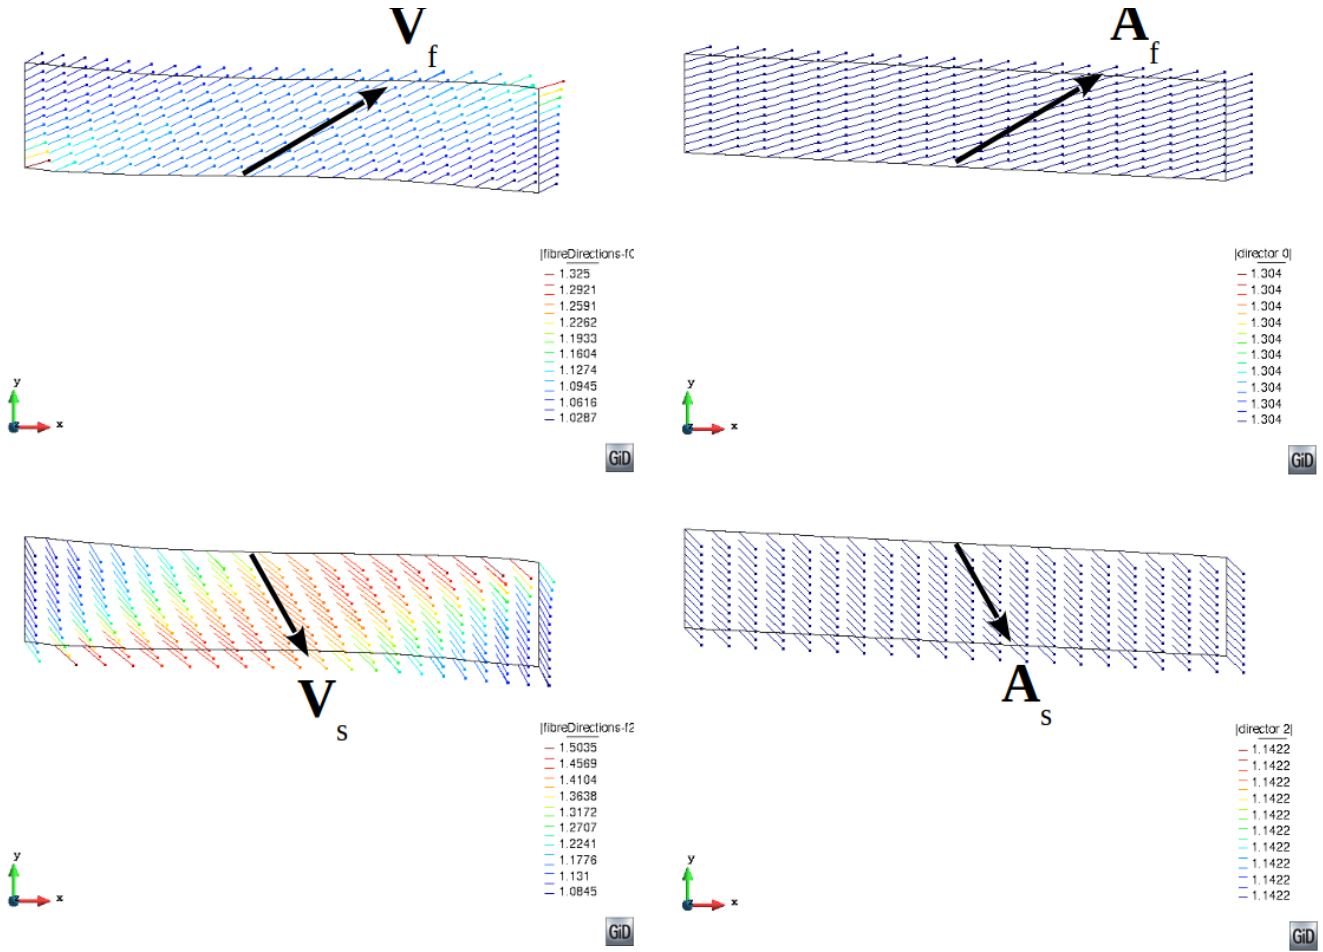 V
f
A
f
|fibreDirections-f0
1.325
1.2921
1.2591
1.2262
1.1933
1.1604
1.1274
1.0945
1.0616
1.0287
y
z
x
GiD
|director 0|
1.304
1.304
1.304
1.304
1.304
1.304
1.304
1.304
1.304
1.304
y
z
x
GiD
V
s
A
s
|fibreDirections-f2
1.5035
1.4569
1.4104
1.3638
1.3172
1.2707
1.2241
1.1776
1.131
1.0845
y
z
x
GiD
|director 2|
1.1422
1.1422
1.1422
1.1422
1.1422
1.1422
1.1422
1.1422
1.1422
1.1422
y
z
x
GiD